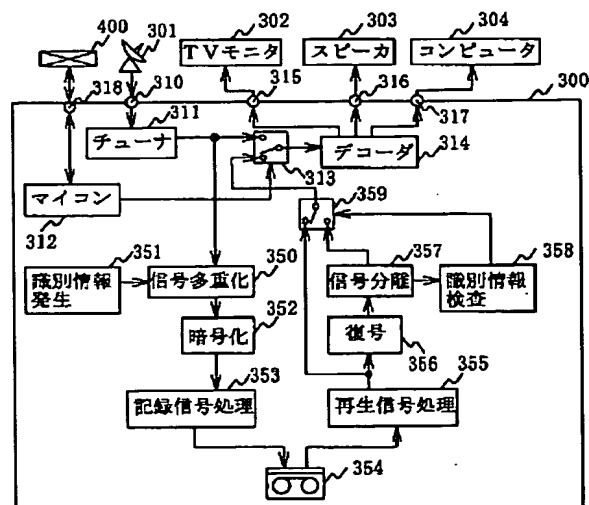 400
301
302
303
304
TVモニタ
スピーカ
コンピュータ
318
310
315
316
317
300
311
チューナ
313
デコーダ
314
マイコン
312
359
351
識別情報
発生
信号多重化
350
信号分離
357
識別情報
検査
358
352
暗号化
復号
356
353
記録信号処理
再生信号処理
355
354